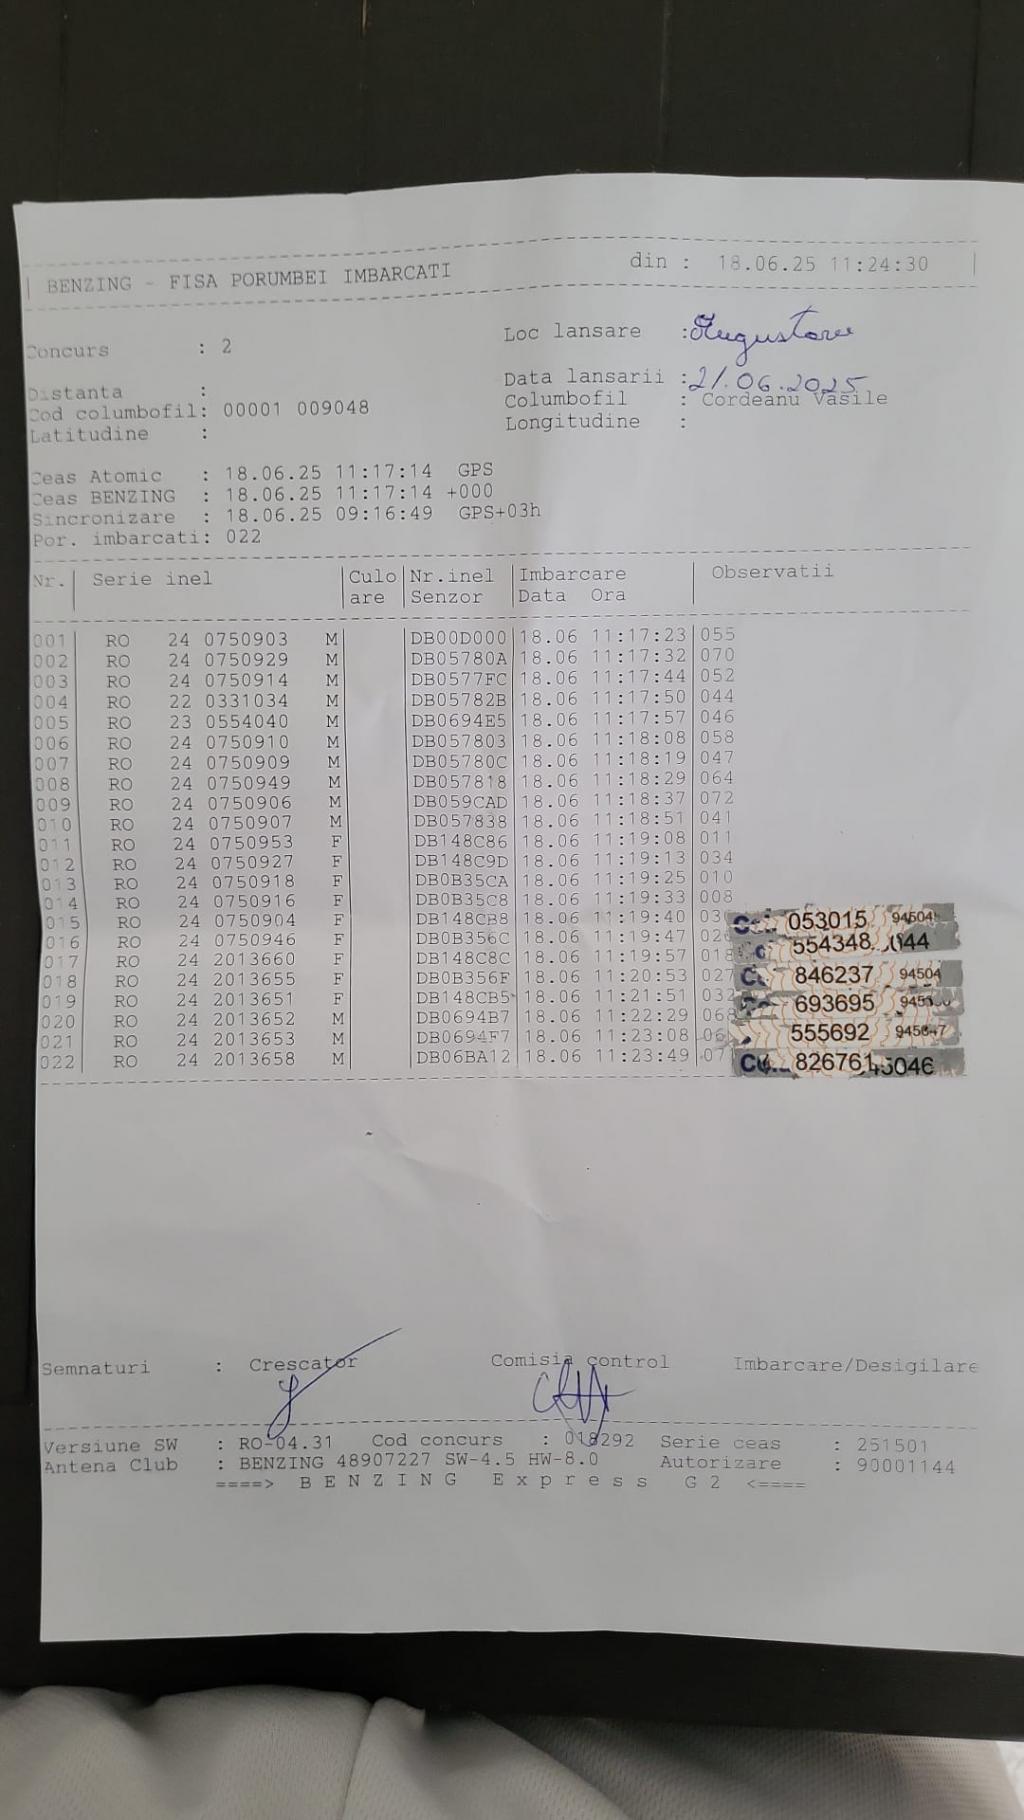 BENZING - FISA PORUMBEI IMBARCATI din : 18.06.25 11:24:30
Concurs : 2 Loc lansare :
Distanta : Data lansarii : 21.06.2025
Cod columbofil: 00001 009048 Columbofil : Cordeanu Vasile
Latitudine : Longitudine :
Ceas Atomic : 18.06.25 11:17:14 GPS
Ceas BENZING : 18.06.25 11:17:14 +000
Sincronizare : 18.06.25 09:16:49 GPS+03h
Por. imbarcati: 022
Nr. Serie inel Culo Nr.inel Imbarcare Observatii
are Senzor Data Ora
001 RO 24 0750903 M DB00D000 18.06 11:17:23 055
002 RO 24 0750929 M DB05780A 18.06 11:17:32 070
003 RO 24 0750914 M DB0577FC 18.06 11:17:44 052
004 RO 22 0331034 M DB05782B 18.06 11:17:50 044
005 RO 23 0554040 M DB0694E5 18.06 11:17:57 046
006 RO 24 0750910 M DB057803 18.06 11:18:08 058
007 RO 24 0750909 M DB05780C 18.06 11:18:19 047
008 RO 24 0750949 M DB057818 18.06 11:18:29 064
009 RO 24 0750906 M DB059CAD 18.06 11:18:37 072
010 RO 24 0750907 M DB057838 18.06 11:18:51 041
011 RO 24 0750953 F DB148C86 18.06 11:19:08 011
012 RO 24 0750927 F DB148C9D 18.06 11:19:13 034
013 RO 24 0750918 F DB0B35CA 18.06 11:19:25 010
014 RO 24 0750916 F DB0B35C8 18.06 11:19:33 008
015 RO 24 0750904 F DB148CB8 18.06 11:19:40 053015
016 RO 24 0750946 F DB0B356C 18.06 11:19:47 554348
017 RO 24 2013660 F DB148C8C 18.06 11:19:57 018 846237
018 RO 24 2013655 F DB0B356F 18.06 11:20:53 027
019 RO 24 2013651 F DB148CB5 18.06 11:21:51 032 693695
020 RO 24 2013652 M DB0694B7 18.06 11:22:29 068
021 RO 24 2013653 M DB0694F7 18.06 11:23:08 555692
022 RO 24 2013658 M DB06BA12 18.06 11:23:49 826761
Semnaturi : Crescator Comisia control Imbarcare/Desigilare
Versiune SW : RO-04.31 Cod concurs : 018292 Serie ceas : 251501
Antena Club : BENZING 48907227 SW-4.5 HW-8.0 Autorizare : 90001144
====> B E N Z I N G E x p r e s s G 2 <====